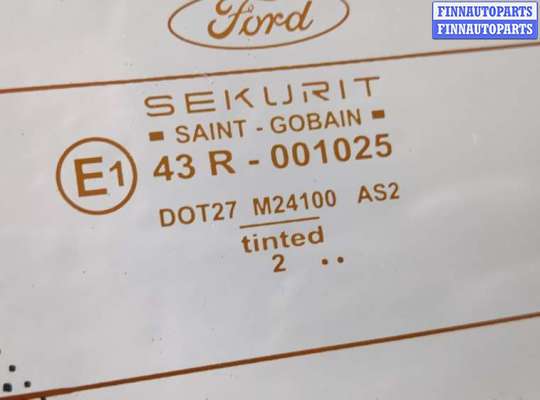 FINNAUTOPARTS
FINNAUTOPARTS
Ford
SEKURIT
SAINT - GOBAIN
E1
43 R - 001025
DOT27 M24100 AS2
tinted
2 ..